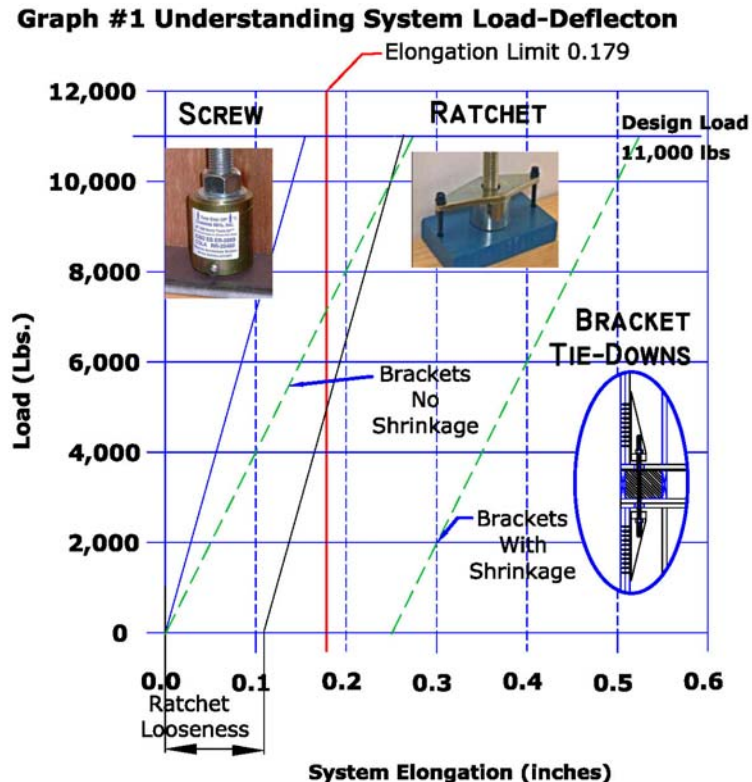 Graph #1 Understanding System Load-Deflecton
Elongation Limit 0.179
12,000
SCREW
RATCHET
Design Load
11,000 lbs
10,000
8,000
BRACKET
TIE-DOWNS
6,000
Brackets
No
Shrinkage
Load (Lbs.)
4,000
Brackets
With
Shrinkage
2,000
0
0.0 0.1 0.2 0.3 0.4 0.5 0.6
Ratchet
Looseness
System Elongation (inches)